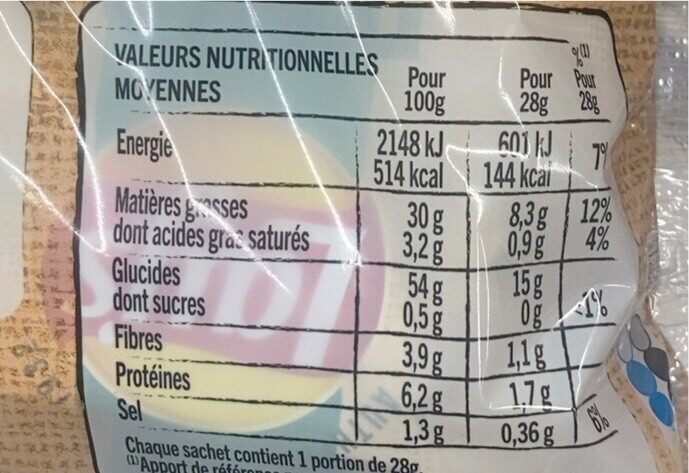 VALEURS NUTRITIONNELLES
MOYENNES
Pour
100g
Pour
28g
%(1)
Pour
28g
Energie
2148 kJ 601 kJ 7%
514 kcal 144 kcal
Matières grasses 30 g 8,3 g 12%
dont acides gras saturés 3,2 g 0,9 g 4%
Glucides 54 g 15 g
dont sucres 0,5 g 0 g <1%
Fibres 3,9 g 1,1 g
Protéines 6,2 g 1,7 g
Sel 1,3 g 0,36 g 6%
Chaque sachet contient 1 portion de 28g.
(1) Apport de